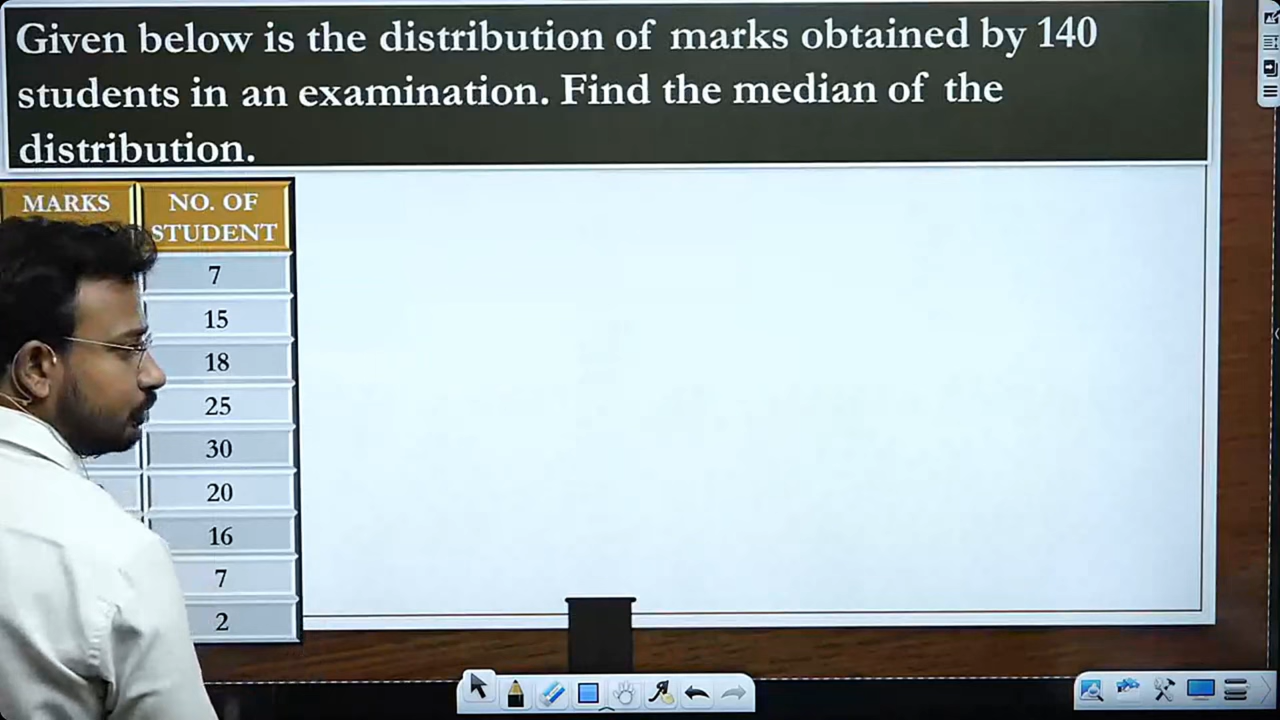 Given below is the distribution of marks obtained by 140
students in an examination. Find the median of the
distribution.
MARKS
NO. OF
STUDENT
7
15
18
25
30
20
16
7
2